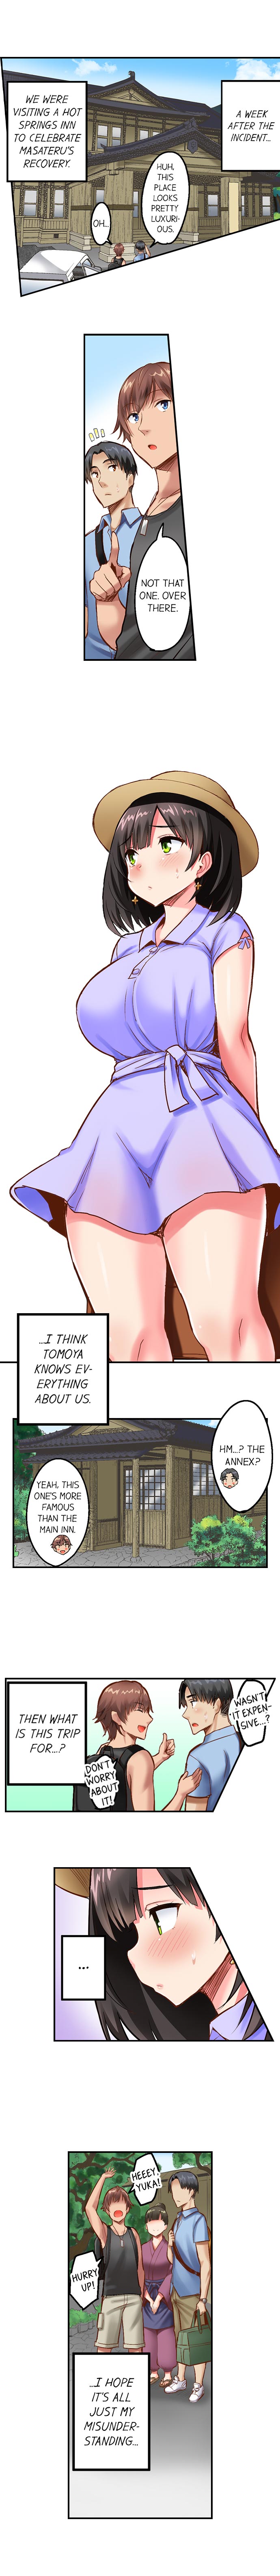 WE WERE
VISITING A HOT
SPRINGS INN
TO CELEBRATE
MASATERU'S
RECOVERY.
A WEEK
AFTER THE
INCIDENT...
HUH,
THIS
PLACE
LOOKS
PRETTY
LUXURI-
OUS.
OH...
NOT THAT
ONE. OVER
THERE.
...I THINK
TOMOYA
KNOWS EV-
ERYTHING
ABOUT US.
HM...? THE
ANNEX?
YEAH, THIS
ONE'S MORE
FAMOUS
THAN THE
MAIN INN.
WASN'T
IT EXPEN-
SIVE...?
THEN WHAT
IS THIS TRIP
FOR...?
DON'T
WORRY
ABOUT
IT!
...
HEEEY,
YUKA!
HURRY
UP!
...I HOPE
IT'S ALL
JUST MY
MISUNDER-
STANDING...